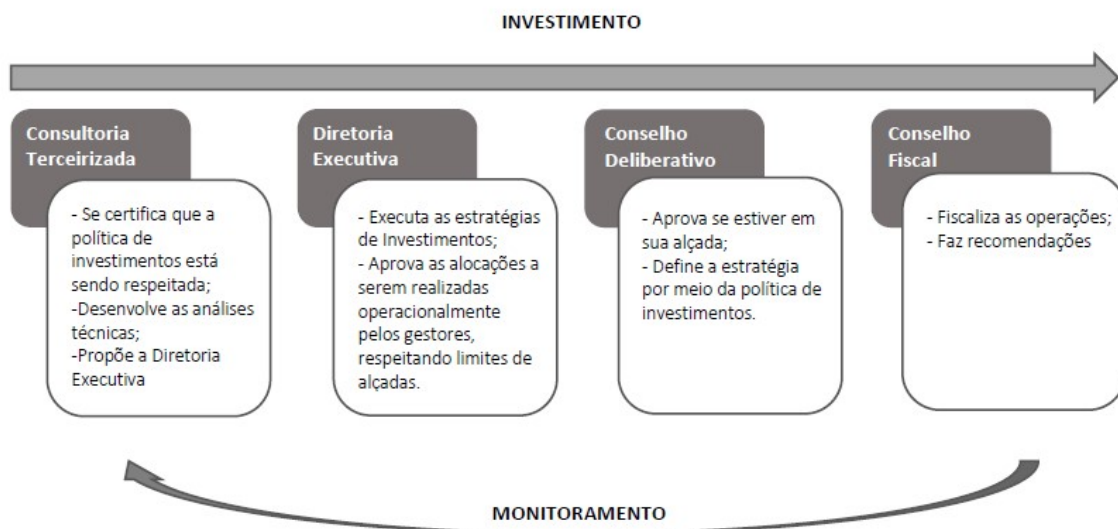 INVESTIMENTO
Consultoria
Terceirizada
- Se certifica que a
política de
investimentos está
sendo respeitada;
-Desenvolve as análises
técnicas;
-Propõe a Diretoria
Executiva
Diretoria
Executiva
- Executa as estratégias
de Investimentos;
- Aprova as alocações a
serem realizadas
operacionalmente
pelos gestores,
respeitando limites de
alçadas.
Conselho
Deliberativo
- Aprova se estiver em
sua alçada;
- Define a estratégia
por meio da política de
investimentos.
Conselho
Fiscal
- Fiscaliza as operações;
- Faz recomendações
MONITORAMENTO